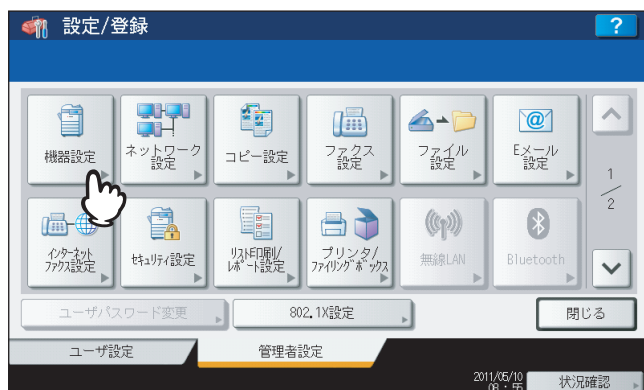 設定/登録
?
機器設定
ネットワーク
設定
コピー設定
ファクス
設定
ファイル
設定
Eメール
設定
1
2
インターネット
ファクス設定
セキュリティ設定
リスト印刷/
レポート設定
プリンタ/
ファイリングボックス
無線LAN
Bluetooth
ユーザパスワード変更
802.1X設定
閉じる
ユーザ設定
管理者設定
2011/05/10
08:55
状況確認